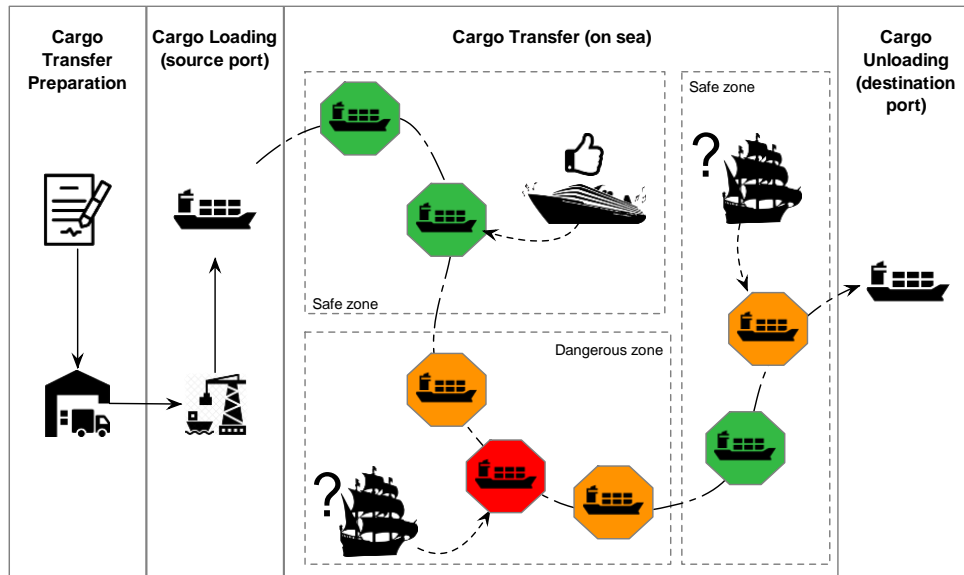 Cargo
Transfer
Preparation
Cargo Loading
(source port)
Cargo Transfer (on sea)
Cargo
Unloading
(destination
port)
Safe zone
?
Safe zone
Dangerous zone
?